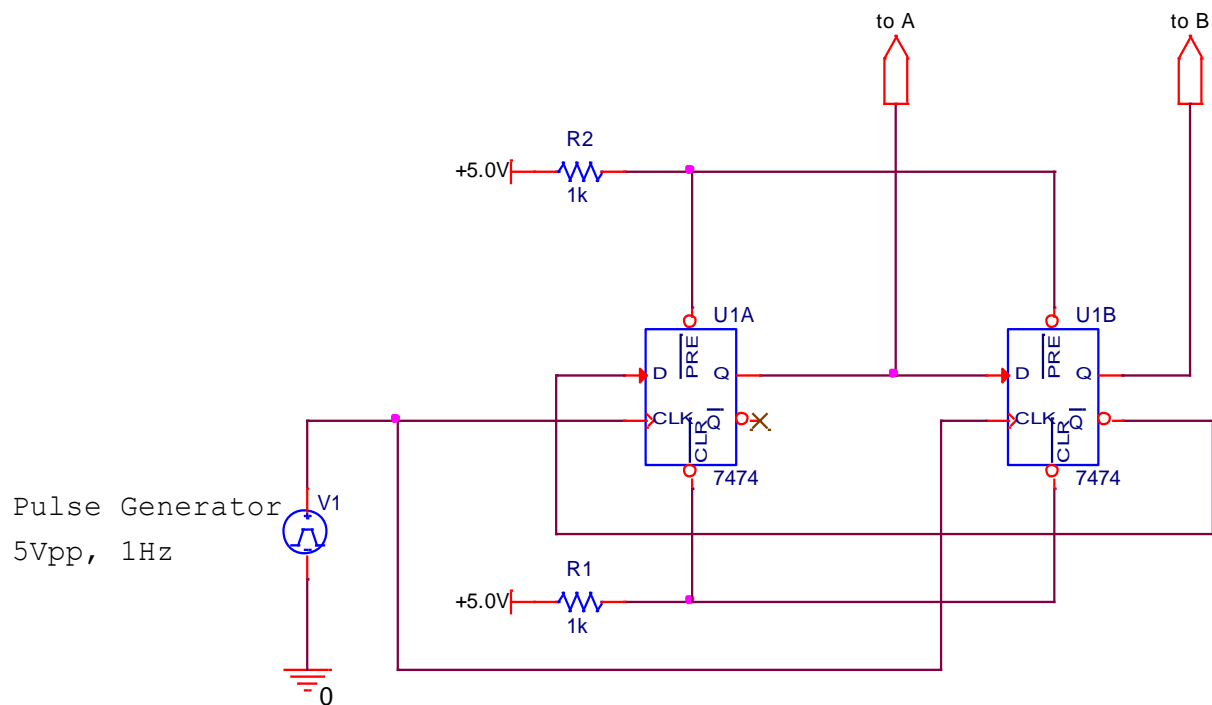 to A
to B
R2
+5.0V
1k
U1A
U1B
PRE
PRE
D
Q
D
Q
CLK
Q
CLK
Q
CLR
CLR
7474
7474
Pulse Generator
V1
5Vpp, 1Hz
R1
+5.0V
1k
0